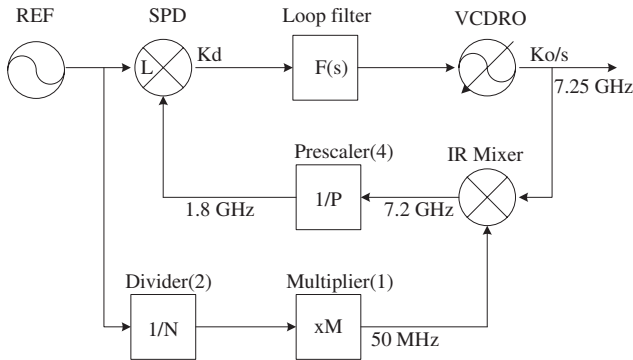 REF
SPD
Loop filter
VCDRO
L
Kd
F(s)
Ko/s
7.25 GHz
Prescaler(4)
IR Mixer
1.8 GHz
1/P
7.2 GHz
Divider(2)
Multiplier(1)
1/N
xM
50 MHz